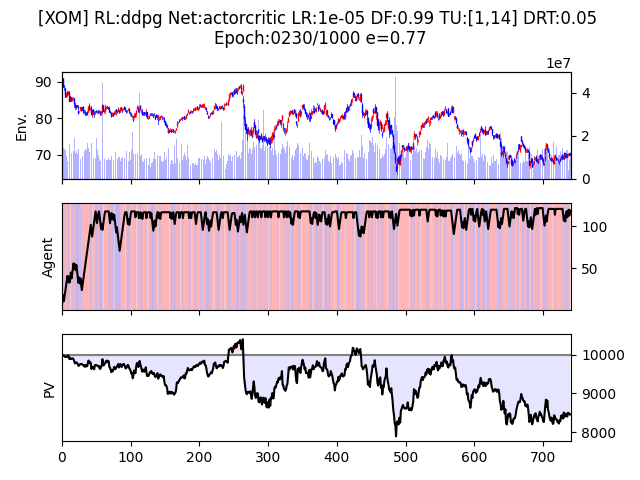 [XOM] RL:ddpg Net:actorcritic LR:1e-05 DF:0.99 TU:[1,14] DRT:0.05
Epoch:0230/1000 e=0.77
1e7
90
80
70
Env.
4
2
0
Agent
100
50
PV
10000
9000
8000
0 100 200 300 400 500 600 700